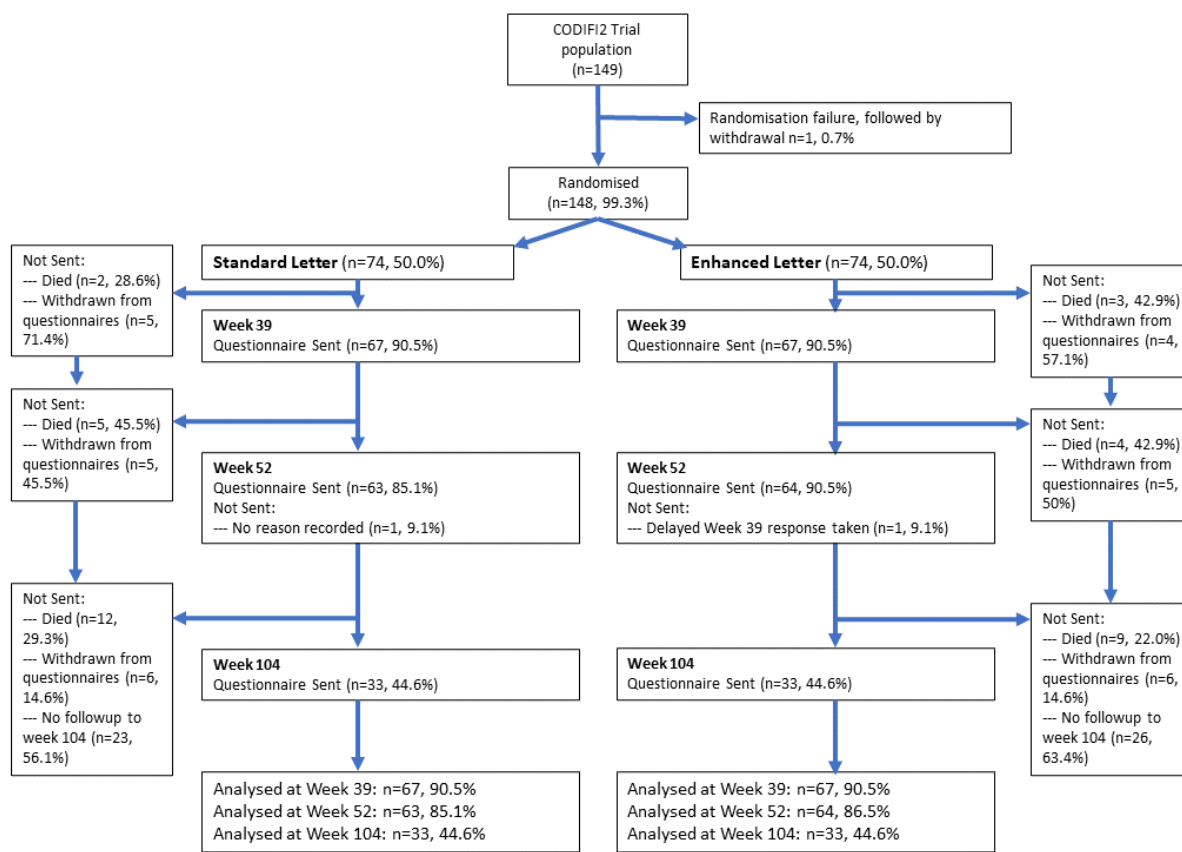 CODIFI2 Trial
population
(n=149)
Randomisation failure, followed by
withdrawal n=1, 0.7%
Randomised
(n=148, 99.3%)
Standard Letter (n=74, 50.0%)
Enhanced Letter (n=74, 50.0%)
Not Sent:
--- Died (n=2, 28.6%)
--- Withdrawn from
questionnaires (n=5,
71.4%)
Not Sent:
--- Died (n=3, 42.9%)
--- Withdrawn from
questionnaires (n=4,
57.1%)
Week 39
Questionnaire Sent (n=67, 90.5%)
Week 39
Questionnaire Sent (n=67, 90.5%)
Not Sent:
--- Died (n=5, 45.5%)
--- Withdrawn from
questionnaires (n=5,
45.5%)
Not Sent:
--- Died (n=4, 42.9%)
--- Withdrawn from
questionnaires (n=5,
50%)
Week 52
Questionnaire Sent (n=63, 85.1%)
Not Sent:
--- No reason recorded (n=1, 9.1%)
Week 52
Questionnaire Sent (n=64, 90.5%)
Not Sent:
--- Delayed Week 39 response taken (n=1, 9.1%)
Not Sent:
--- Died (n=12,
29.3%)
--- Withdrawn from
questionnaires (n=6,
14.6%)
--- No followup to
week 104 (n=23,
56.1%)
Not Sent:
--- Died (n=9, 22.0%)
--- Withdrawn from
questionnaires (n=6,
14.6%)
--- No followup to
week 104 (n=26,
63.4%)
Week 104
Questionnaire Sent (n=33, 44.6%)
Week 104
Questionnaire Sent (n=33, 44.6%)
Analysed at Week 39: n=67, 90.5%
Analysed at Week 52: n=63, 85.1%
Analysed at Week 104: n=33, 44.6%
Analysed at Week 39: n=67, 90.5%
Analysed at Week 52: n=64, 86.5%
Analysed at Week 104: n=33, 44.6%